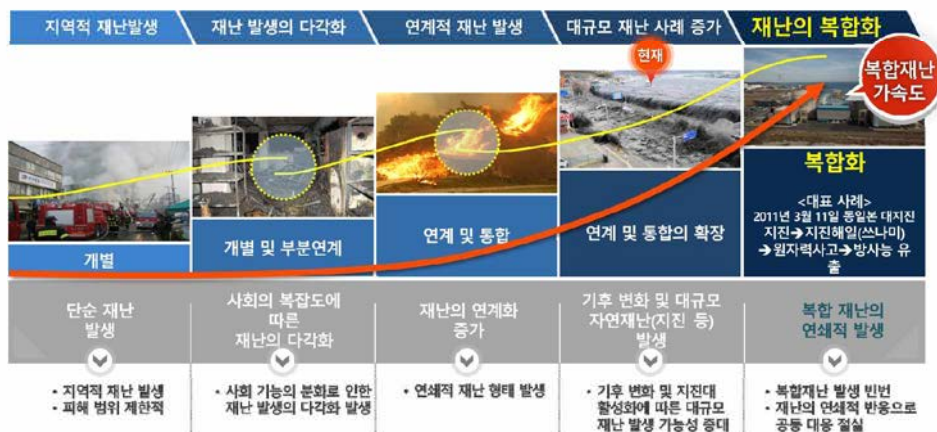 지역적 재난발생
재난 발생의 다각화
연계적 재난 발생
대규모 재난 사례 증가
재난의 복합화
현재
복합재난
가속도
개별
개별 및 부분연계
연계 및 통합
연계 및 통합의 확장
복합화
<대표 사례>
2011년 3월 11일 동일본 대지진
지진→지진해일(쓰나미)
→원자력사고→방사능 유
출
단순 재난
발생
사회의 복잡도에
따른
재난의 다각화
재난의 연계화
증가
기후 변화 및 대규모
자연재난(지진 등)
발생
복합 재난의
연쇄적 발생
• 지역적 재난 발생
• 피해 범위 제한적
• 사회 기능의 분화로 인한
재난 발생의 다각화 발생
• 연쇄적 재난 형태 발생
• 기후 변화 및 지진대
활성화에 따른 대규모
재난 발생 가능성 증대
• 복합재난 발생 빈번
• 재난의 연쇄적 반응으로
공동 대응 절실